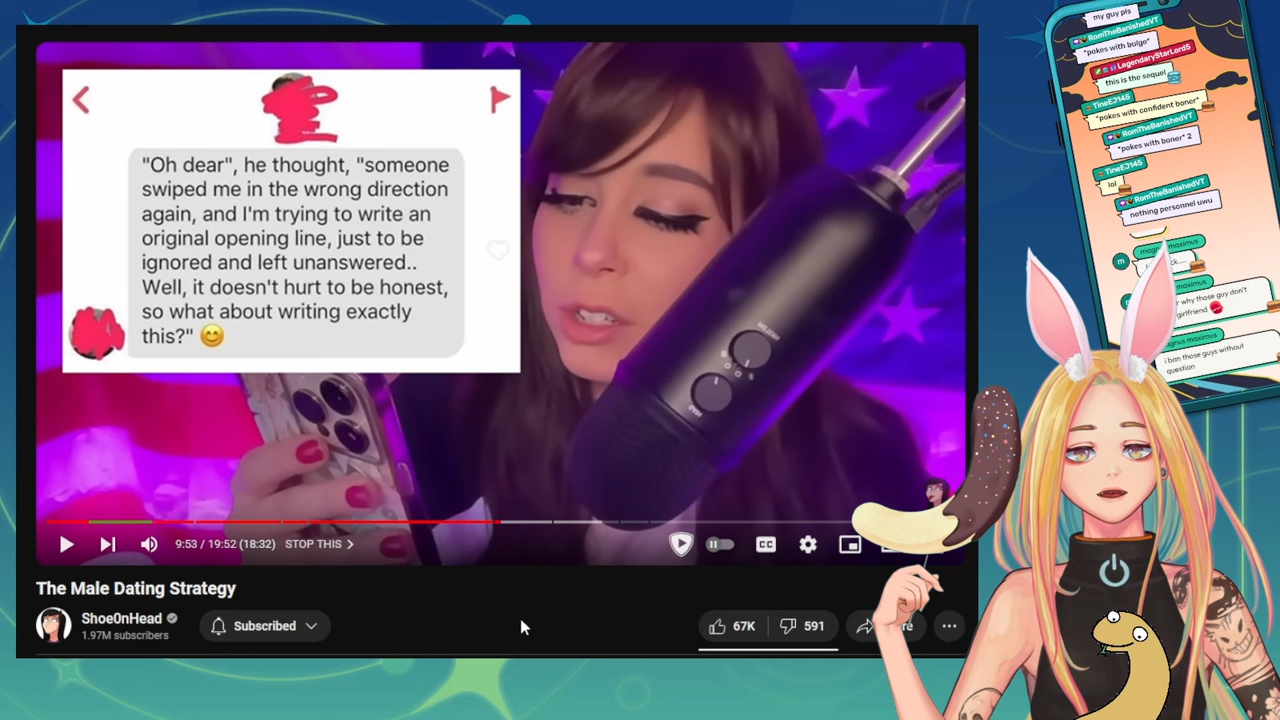 "Oh dear", he thought, "someone
swiped me in the wrong direction
again, and I'm trying to write an
original opening line, just to be
ignored and left unanswered..
Well, it doesn't hurt to be honest,
so what about writing exactly
this?" 😊
9:53 / 19:52 (18:32)
STOP THIS >
CC
The Male Dating Strategy
ShoeOnHead
1.97M subscribers
Subscribed
67K
591
my guy pls
RomTheBanishedVT
*pokes with bulge*
LegendaryStarLord5
this is the sequel
TineEJ145
*pokes with confident boner*
RomTheBanishedVT
*pokes with boner* 2
TineEJ145
lol
RomTheBanishedVT
nothing personnel uwu
maximus
m
maximus
why those guy don't
girlfriend
magnus maximus
i ban those guys without
question